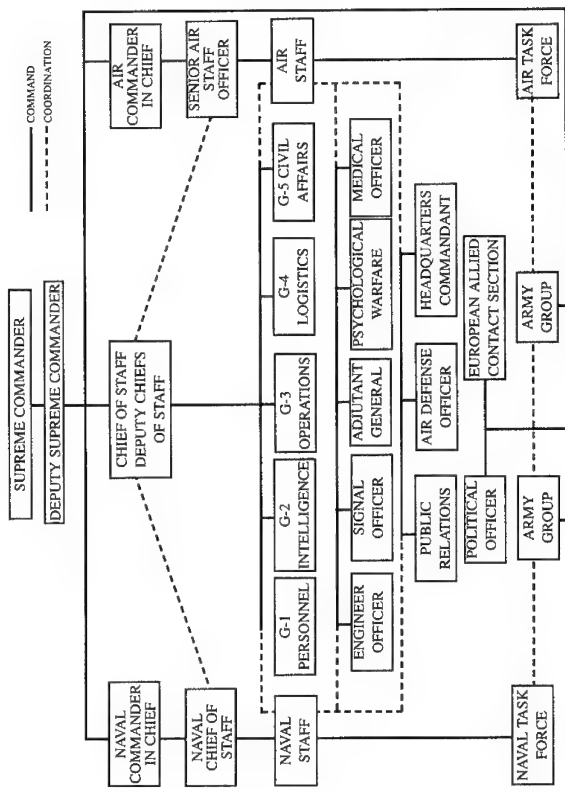 COMMAND
COORDINATION
SUPREME COMMANDER
DEPUTY SUPREME COMMANDER
NAVAL
COMMANDER
IN CHIEF
AIR
COMMANDER
IN CHIEF
CHIEF OF STAFF
DEPUTY CHIEFS
OF STAFF
NAVAL
CHIEF OF
STAFF
SENIOR AIR
STAFF
OFFICER
NAVAL
STAFF
G-1
PERSONNEL
G-2
INTELLIGENCE
G-3
OPERATIONS
G-4
LOGISTICS
G-5 CIVIL
AFFAIRS
AIR
STAFF
ENGINEER
OFFICER
SIGNAL
OFFICER
ADJUTANT
GENERAL
PSYCHOLOGICAL
WARFARE
MEDICAL
OFFICER
PUBLIC
RELATIONS
AIR DEFENSE
OFFICER
HEADQUARTERS
COMMANDANT
POLITICAL
OFFICER
EUROPEAN ALLIED
CONTACT SECTION
NAVAL TASK
FORCE
ARMY
GROUP
ARMY
GROUP
AIR TASK
FORCE